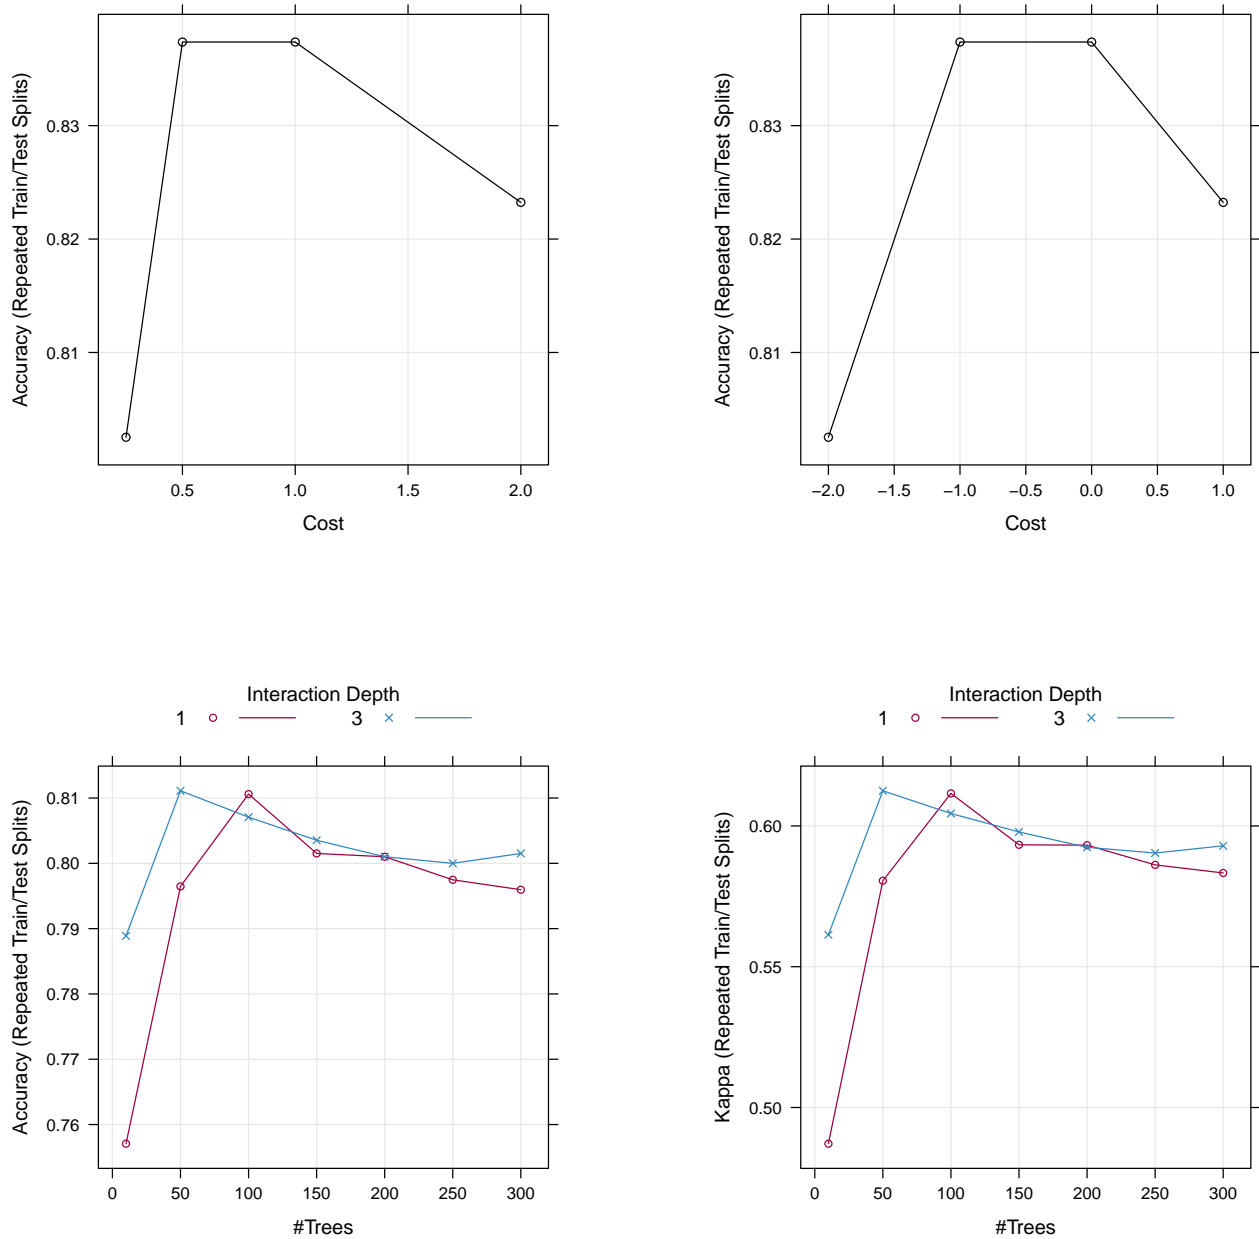 Accuracy (Repeated Train/Test Splits)
0.83
0.82
0.81
0.5 1.0 1.5 2.0
Cost
Accuracy (Repeated Train/Test Splits)
0.83
0.82
0.81
−2.0 −1.5 −1.0 −0.5 0.0 0.5 1.0
Cost
Interaction Depth
1 3
Accuracy (Repeated Train/Test Splits)
0.81
0.80
0.79
0.78
0.77
0.76
0 50 100 150 200 250 300
#Trees
Interaction Depth
1 3
Kappa (Repeated Train/Test Splits)
0.60
0.55
0.50
0 50 100 150 200 250 300
#Trees